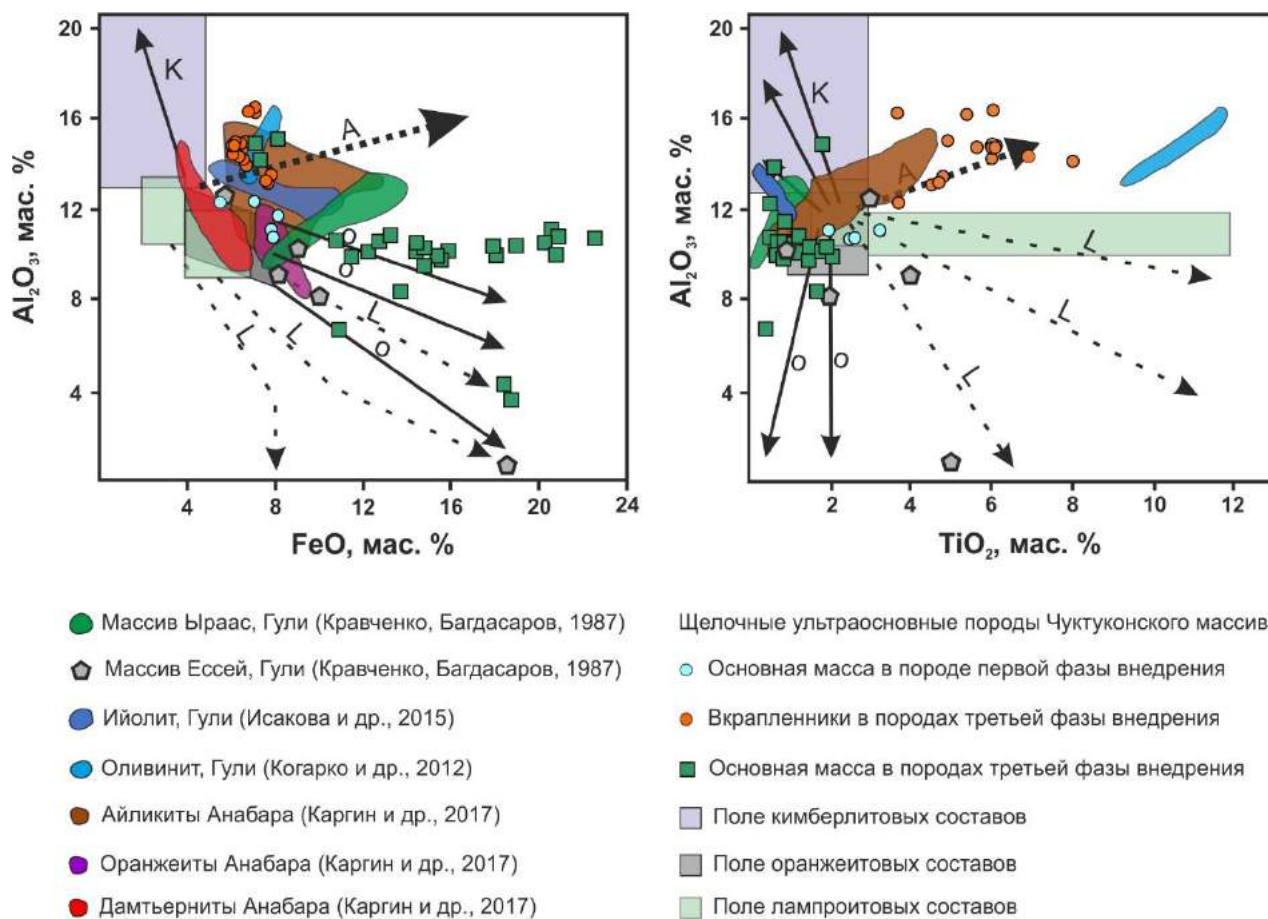 20
16
12
8
4
Al₂O₃, мас. %
K
A
O
O
L
O
L
L
4
8
12
16
20
24
FeO, мас. %
20
16
12
8
4
Al₂O₃, мас. %
K
A
L
L
L
O
O
2
4
6
8
10
12
TiO₂, мас. %
Массив Ыраас, Гули (Кравченко, Багдасаров, 1987)
Массив Ессей, Гули (Кравченко, Багдасаров, 1987)
Ийолит, Гули (Исакова и др., 2015)
Оливинит, Гули (Когарко и др., 2012)
Айликиты Анабара (Каргин и др., 2017)
Оранжеиты Анабара (Каргин и др., 2017)
Дамтьерниты Анабара (Каргин и др., 2017)
Щелочные ультраосновные породы Чуктуконского массив
Основная масса в породе первой фазы внедрения
Вкрапленники в породах третьей фазы внедрения
Основная масса в породах третьей фазы внедрения
Поле кимберлитовых составов
Поле оранжеитовых составов
Поле лампроитовых составов